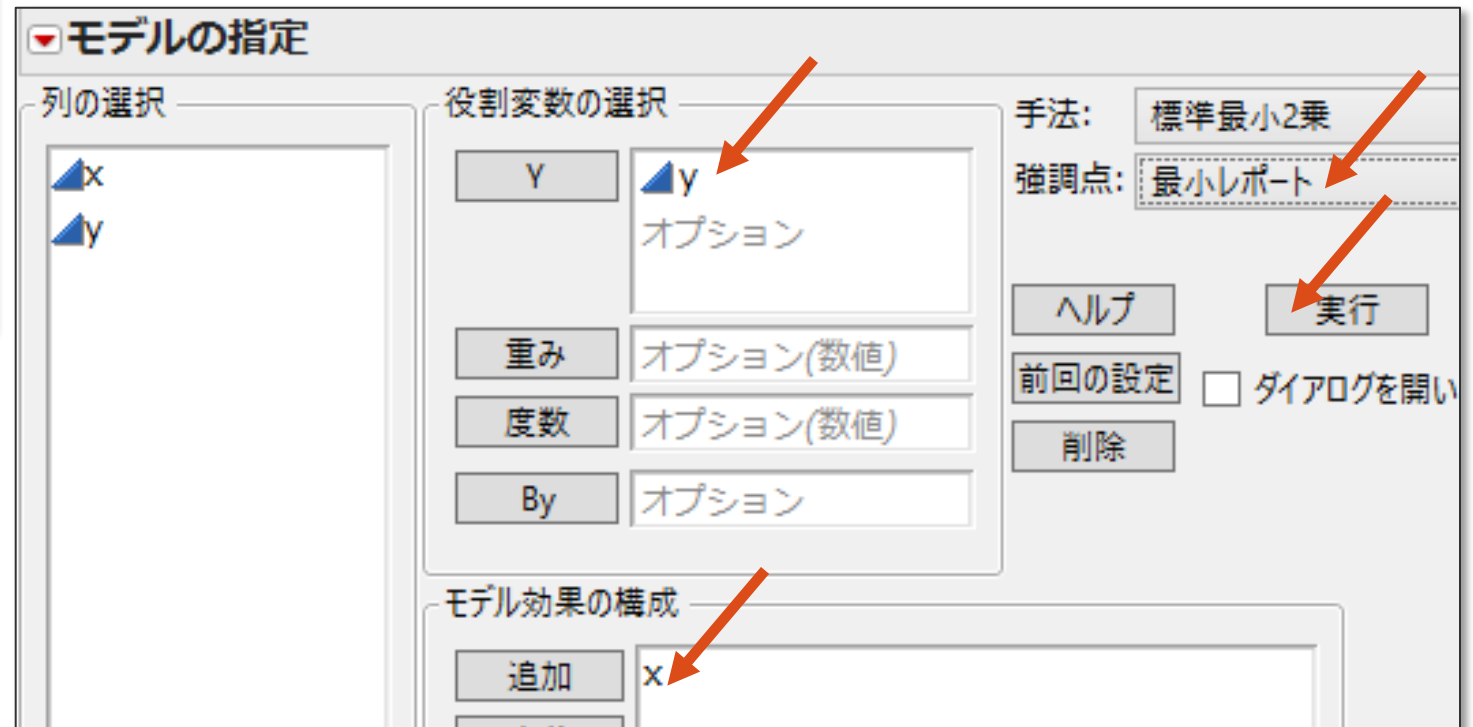 モデルの指定
列の選択
x
y
役割変数の選択
Y
y
オプション
重み
オプション(数値)
度数
オプション(数値)
By
オプション
手法:
標準最小2乗
強調点:
最小レポート
ヘルプ
実行
前回の設定
ダイアログを開い
削除
モデル効果の構成
追加
x